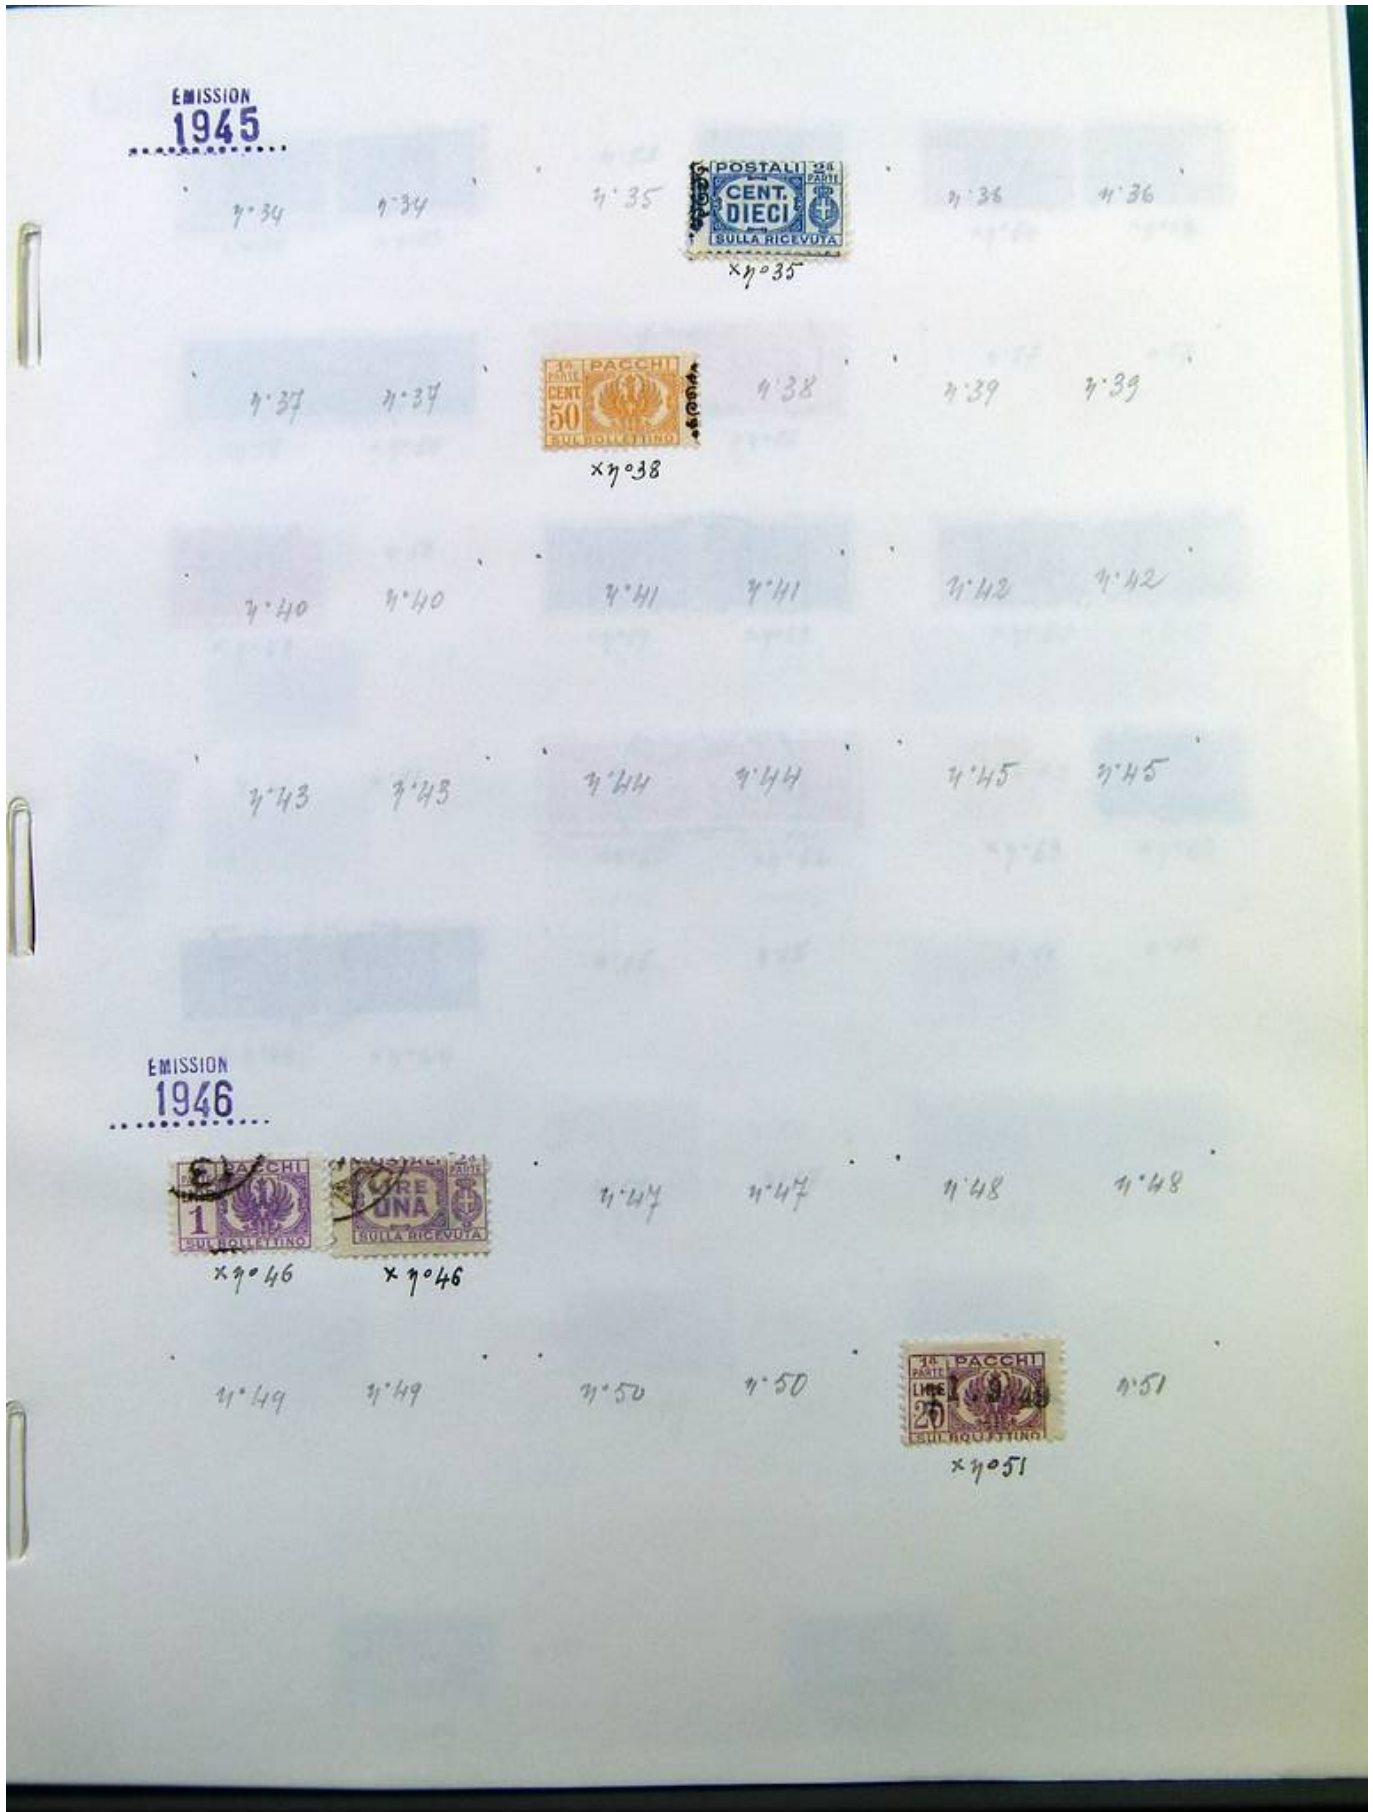 EMISSION
1945
n°34 n°34 n°35 n°36 n°36
POSTALI 2a
PARTE
CENT.
DIECI
SULLA RICEVUTA
x n°35
n°37 n°37 n°38 n°39 n°39
1a PACCHI
PARTE
CENT
50
SUL BOLLETTINO
x n°38
n°40 n°40 n°41 n°41 n°42 n°42
n°43 n°43 n°44 n°44 n°45 n°45
EMISSION
1946
PACCHI
1
SUL BOLLETTINO
x n°46
2a
PARTE
LIRE
UNA
SULLA RICEVUTA
x n°46
n°47 n°47 n°48 n°48
n°49 n°49 n°50 n°50 n°51
1a PACCHI
PARTE
LIRE
20
SUL BOLLETTINO
x n°51